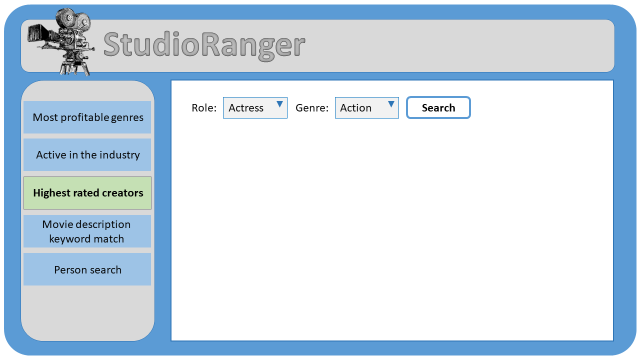 StudioRanger
Role: Actress Genre: Action Search
Most profitable genres
Active in the industry
Highest rated creators
Movie description
keyword match
Person search